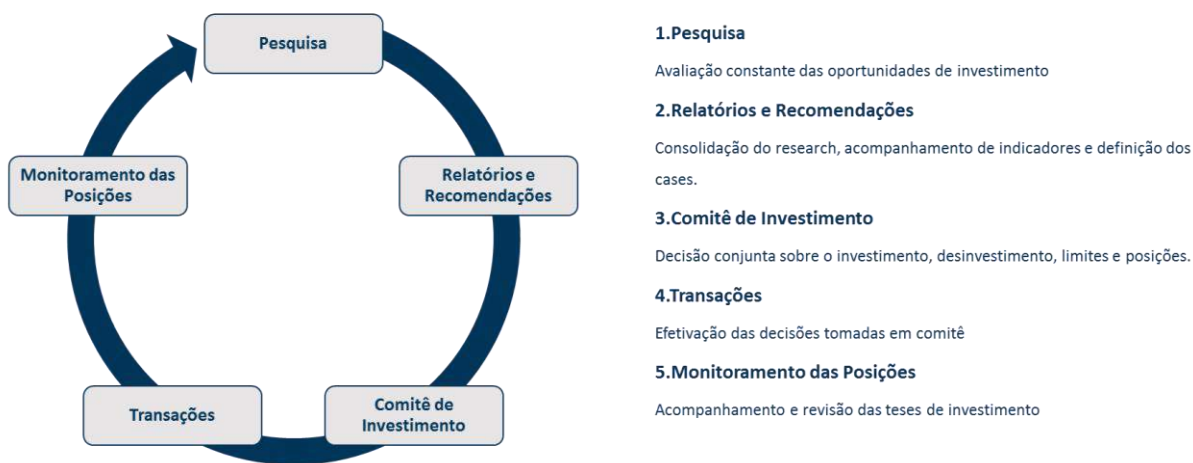 Pesquisa
Relatórios e
Recomendações
Comitê de
Investimento
Transações
Monitoramento das
Posições
1.Pesquisa
Avaliação constante das oportunidades de investimento
2.Relatórios e Recomendações
Consolidação do research, acompanhamento de indicadores e definição dos
cases.
3.Comitê de Investimento
Decisão conjunta sobre o investimento, desinvestimento, limites e posições.
4.Transações
Efetivação das decisões tomadas em comitê
5.Monitoramento das Posições
Acompanhamento e revisão das teses de investimento